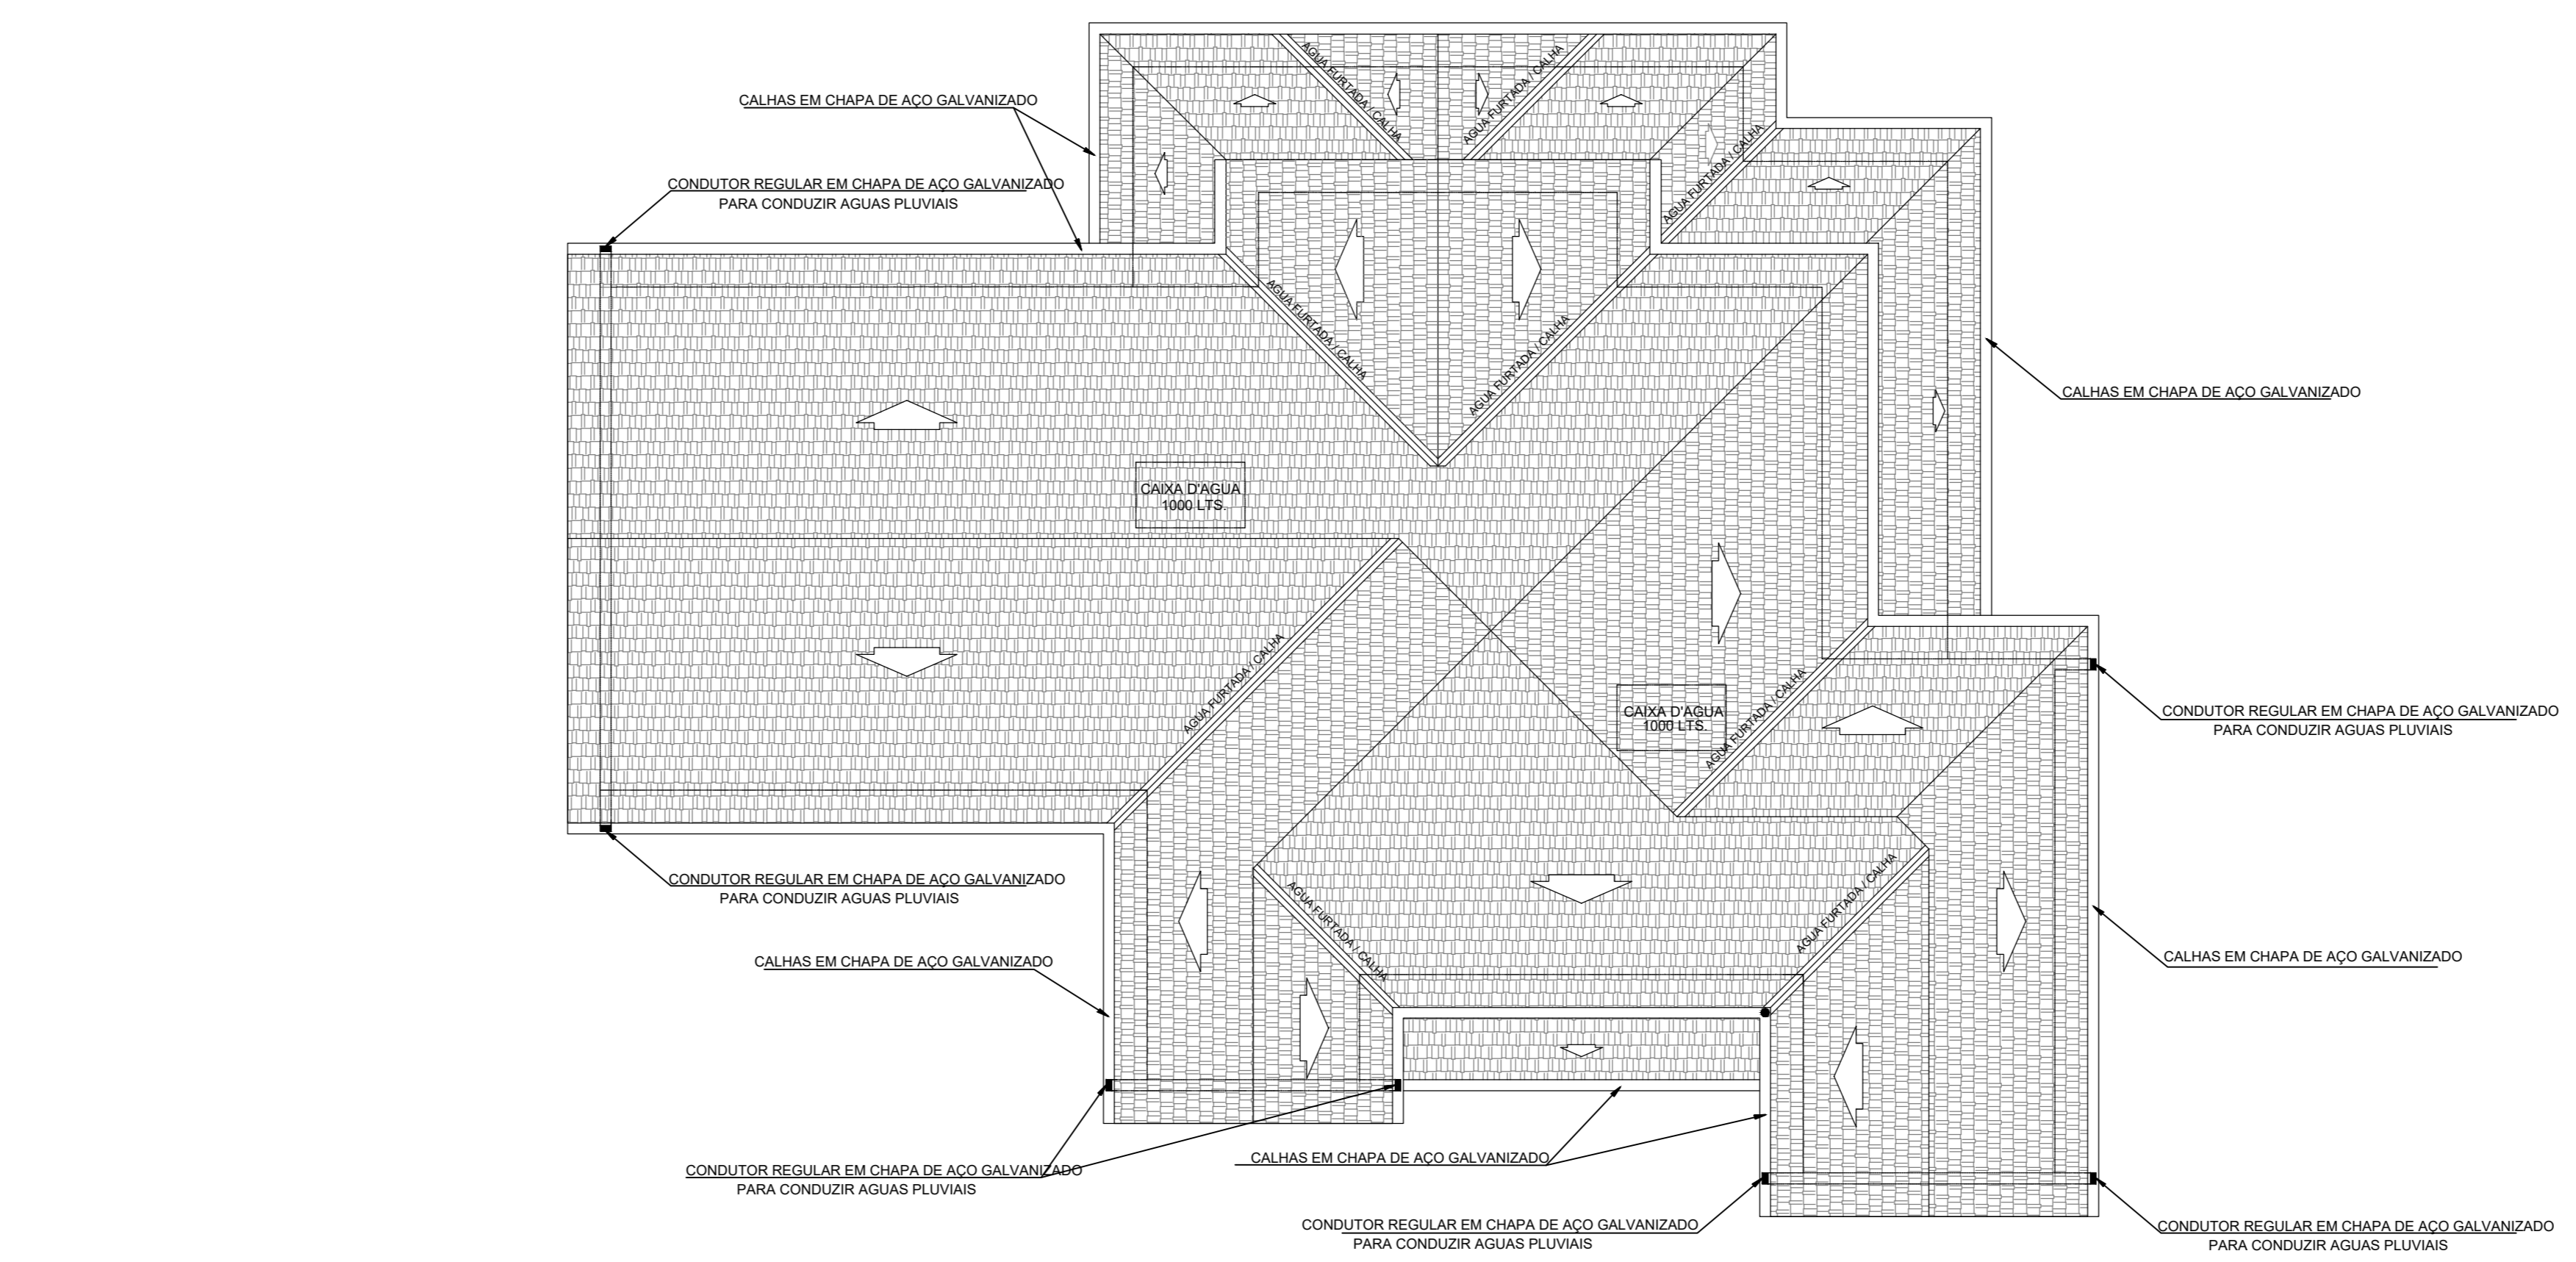 AGUA FURTADA / CALHA
AGUA FURTADA / CALHA
CALHAS EM CHAPA DE AÇO GALVANIZADO
AGUA FURTADA / CALHA
CONDUTOR REGULAR EM CHAPA DE AÇO GALVANIZADO
PARA CONDUZIR AGUAS PLUVIAIS
AGUA FURTADA / CALHA
AGUA FURTADA / CALHA
CALHAS EM CHAPA DE AÇO GALVANIZADO
CAIXA D'AGUA
1000 LTS.
AGUA FURTADA / CALHA
AGUA FURTADA / CALHA
CAIXA D'AGUA
1000 LTS.
CONDUTOR REGULAR EM CHAPA DE AÇO GALVANIZADO
PARA CONDUZIR AGUAS PLUVIAIS
CONDUTOR REGULAR EM CHAPA DE AÇO GALVANIZADO
PARA CONDUZIR AGUAS PLUVIAIS
AGUA FURTADA / CALHA
AGUA FURTADA / CALHA
CALHAS EM CHAPA DE AÇO GALVANIZADO
CALHAS EM CHAPA DE AÇO GALVANIZADO
CALHAS EM CHAPA DE AÇO GALVANIZADO
CONDUTOR REGULAR EM CHAPA DE AÇO GALVANIZADO
PARA CONDUZIR AGUAS PLUVIAIS
CONDUTOR REGULAR EM CHAPA DE AÇO GALVANIZADO
PARA CONDUZIR AGUAS PLUVIAIS
CONDUTOR REGULAR EM CHAPA DE AÇO GALVANIZADO
PARA CONDUZIR AGUAS PLUVIAIS